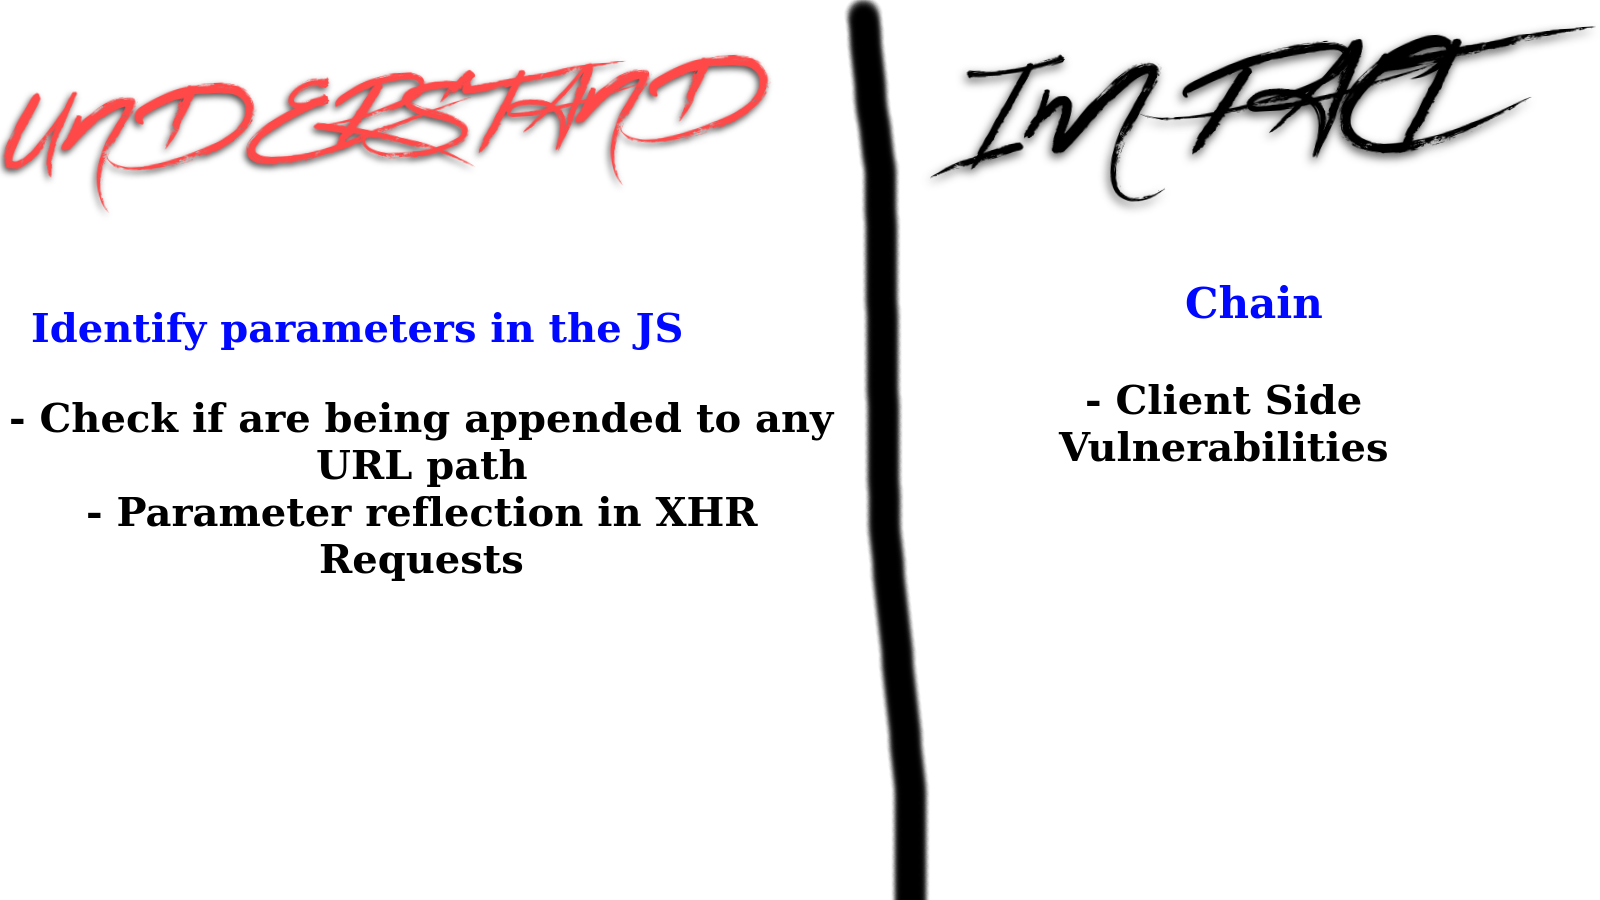 UNDERSTAND
Identify parameters in the JS
- Check if are being appended to any
URL path
- Parameter reflection in XHR
Requests
IMPACT
Chain
- Client Side
Vulnerabilities